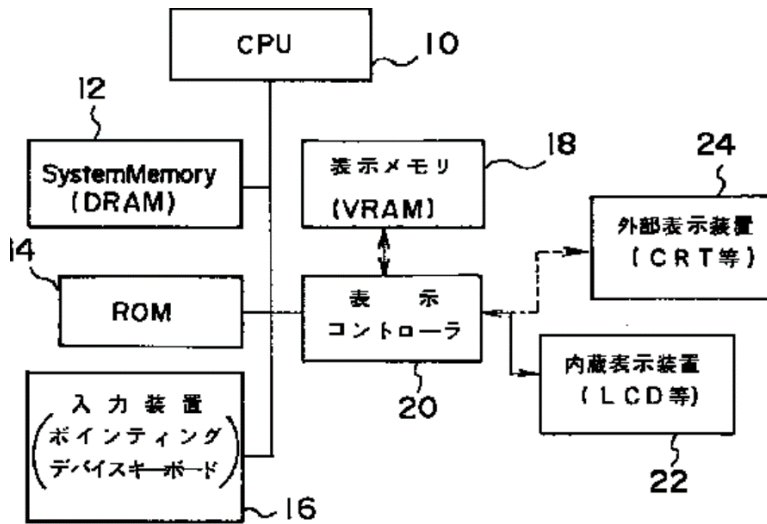 CPU
10
12
SystemMemory
(DRAM)
表示メモリ
(VRAM)
18
24
外部表示装置
(CRT等)
14
ROM
表 示
コントローラ
20
内蔵表示装置
(LCD等)
22
入 力 装 置
(ポインティング
デバイスキーボード)
16